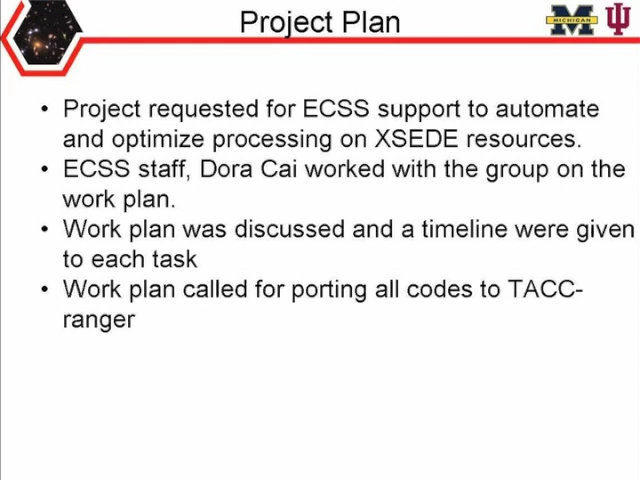 Project Plan
MICHIGAN
• Project requested for ECSS support to automate
and optimize processing on XSEDE resources.
• ECSS staff, Dora Cai worked with the group on the
work plan.
• Work plan was discussed and a timeline were given
to each task
• Work plan called for porting all codes to TACC-
ranger